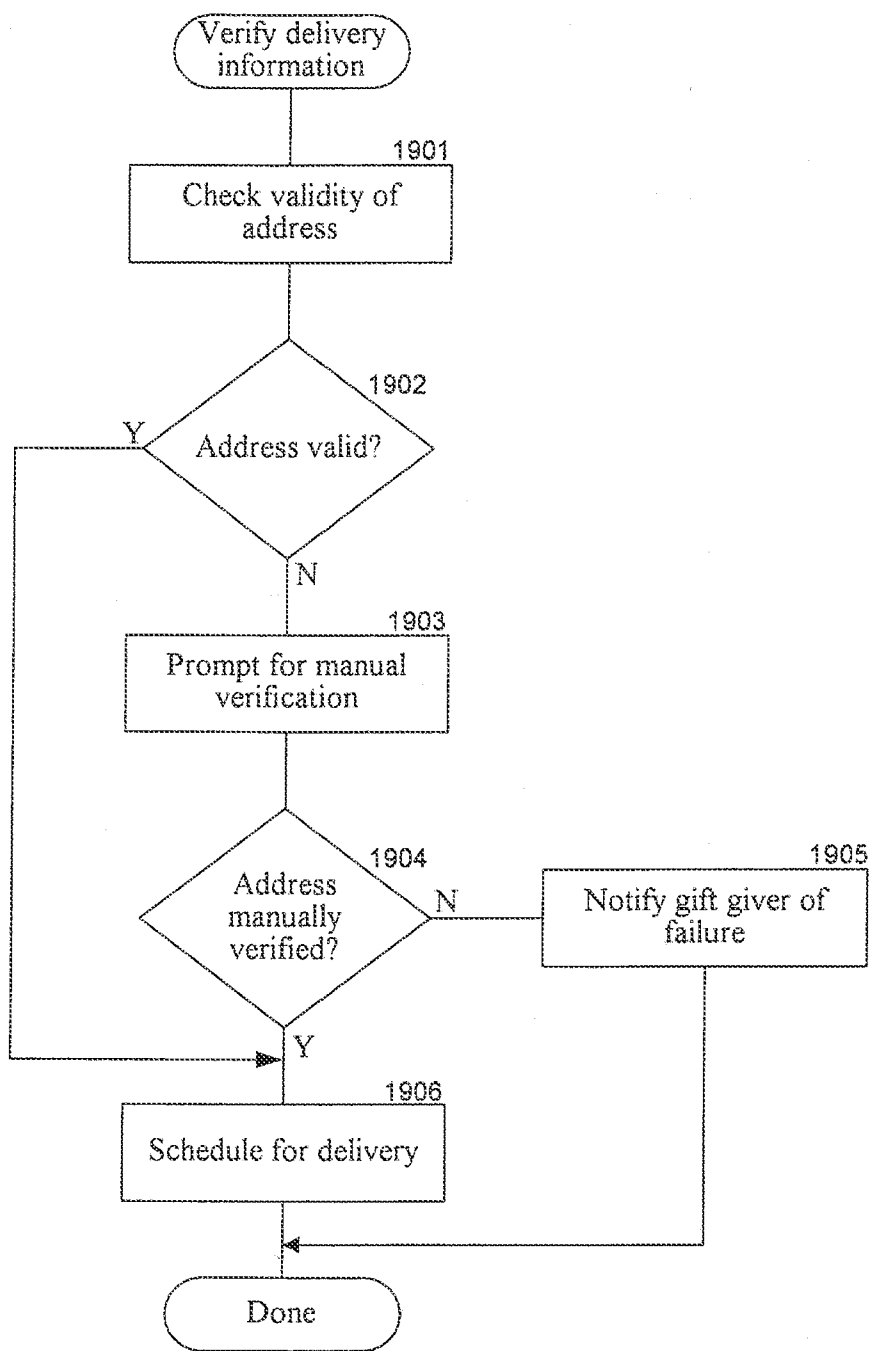 Verify delivery
information
1901
Check validity of
address
1902
Y
Address valid?
N
1903
Prompt for manual
verification
1904
Address
manually
verified?
N
1905
Notify gift giver of
failure
Y
1906
Schedule for delivery
Done